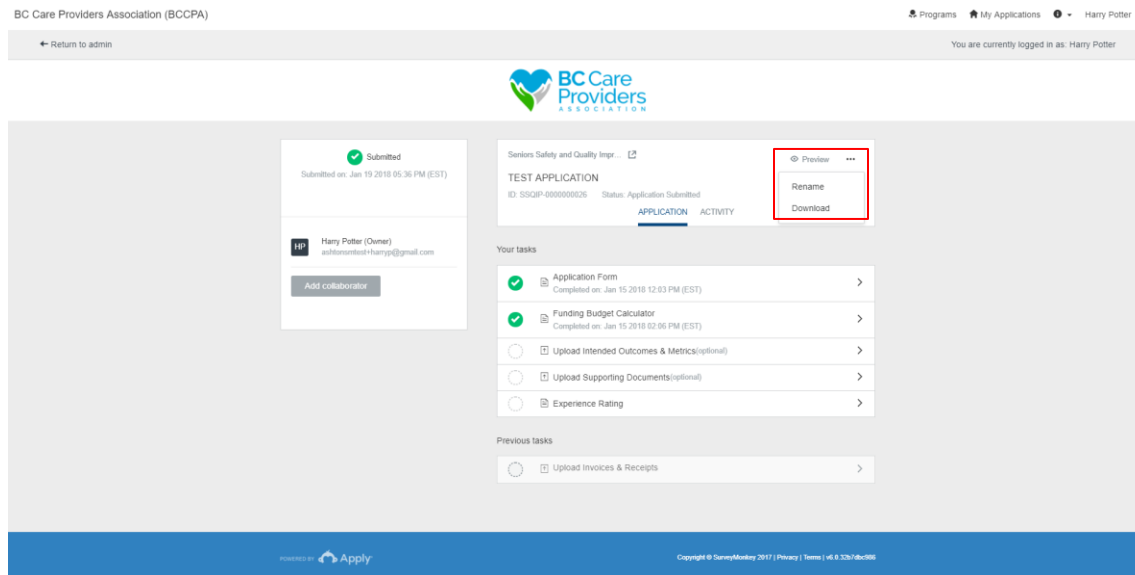 BC Care Providers Association (BCCPA)
Programs My Applications Harry Potter
Return to admin
You are currently logged in as: Harry Potter
BC Care
Providers
ASSOCIATION
Submitted
Submitted on: Jan 19 2018 05:36 PM (EST)
HP
Harry Potter (Owner)
ashtonsmtest+harryp@gmail.com
Add collaborator
Seniors Safety and Quality Impr...
Preview
TEST APPLICATION
Rename
ID: SSQIP-0000000026 Status: Application Submitted
Download
APPLICATION ACTIVITY
Your tasks
Application Form
Completed on: Jan 15 2018 12:03 PM (EST)
Funding Budget Calculator
Completed on: Jan 15 2018 02:06 PM (EST)
Upload Intended Outcomes & Metrics(optional)
Upload Supporting Documents(optional)
Experience Rating
Previous tasks
Upload Invoices & Receipts
POWERED BY Apply
Copyright © SurveyMonkey 2017 | Privacy | Terms | v6.0.32b7dbc986